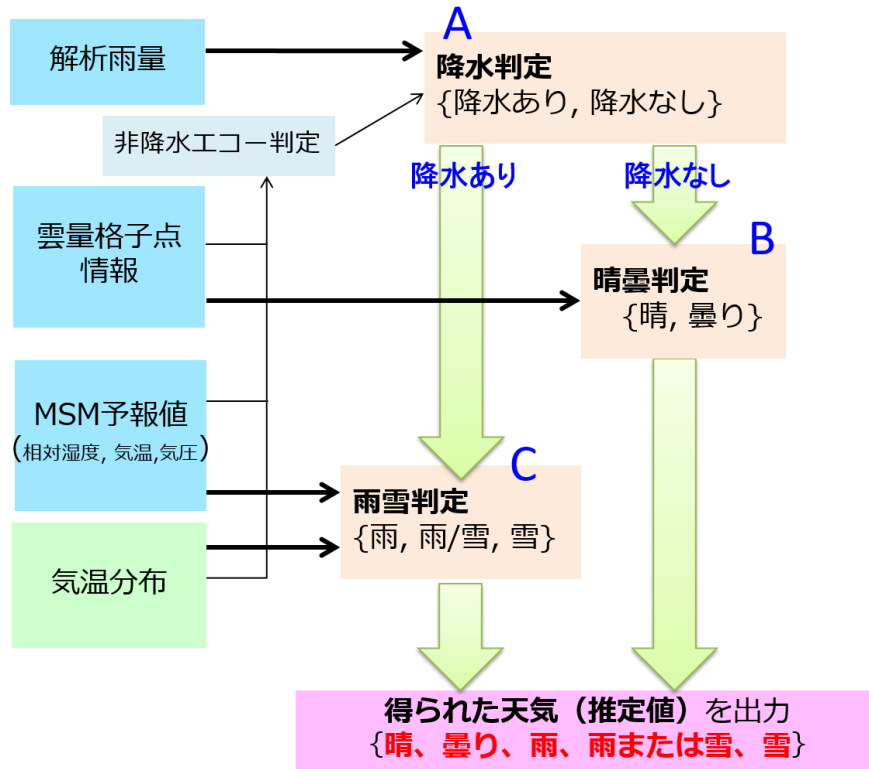 A
解析雨量
降水判定
{降水あり, 降水なし}
非降水エコー判定
降水あり
降水なし
雲量格子点
情報
B
晴曇判定
{晴, 曇り}
MSM予報値
(相対湿度, 気温,気圧)
C
雨雪判定
{雨, 雨/雪, 雪}
気温分布
得られた天気（推定値）を出力
{晴、曇り、雨、雨または雪、雪}